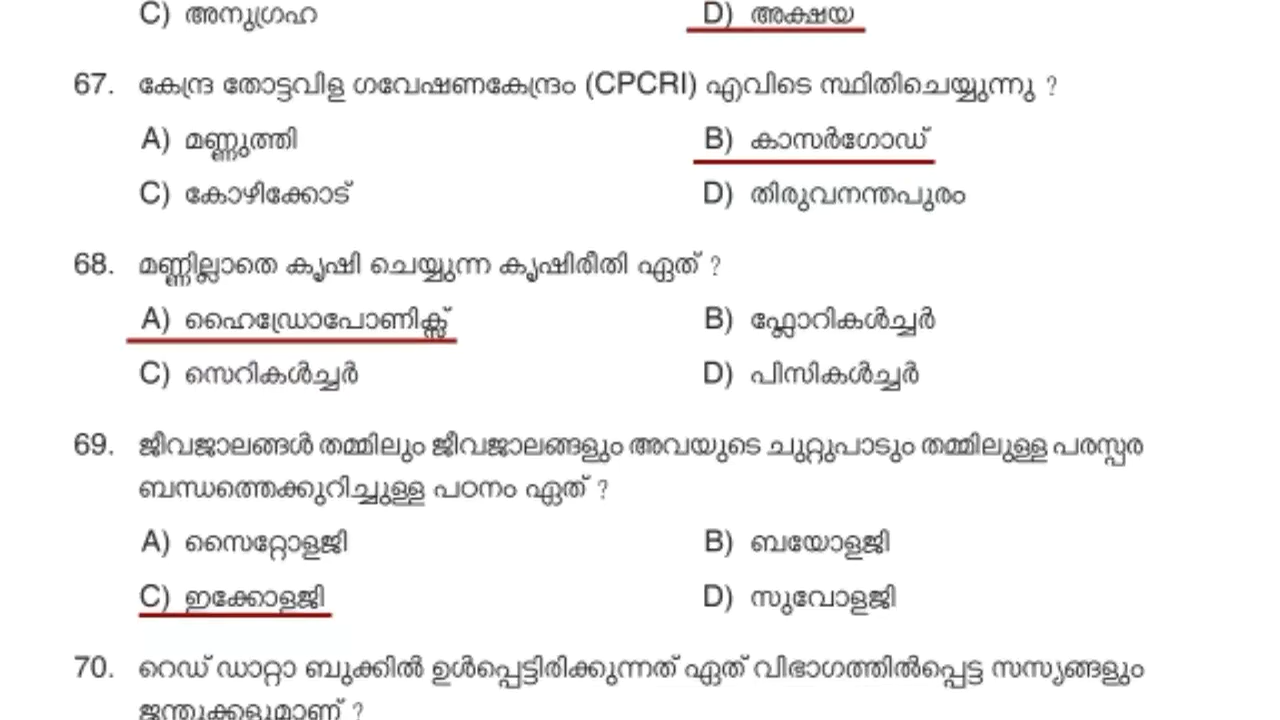 C) അനുഗ്രഹ D) അക്ഷയ
67. കേന്ദ്ര തോട്ടവിള ഗവേഷണകേന്ദ്രം (CPCRI) എവിടെ സ്ഥിതിചെയ്യുന്നു ?
A) മണ്ണുത്തി B) കാസർഗോഡ്
C) കോഴിക്കോട് D) തിരുവനന്തപുരം
68. മണ്ണില്ലാതെ കൃഷി ചെയ്യുന്ന കൃഷിരീതി ഏത് ?
A) ഹൈഡ്രോപോണിക്സ് B) ഫ്ലോറികൾച്ചർ
C) സെറികൾച്ചർ D) പിസികൾച്ചർ
69. ജീവജാലങ്ങൾ തമ്മിലും ജീവജാലങ്ങളും അവയുടെ ചുറ്റുപാടും തമ്മിലുള്ള പരസ്പര
ബന്ധത്തെക്കുറിച്ചുള്ള പഠനം ഏത് ?
A) സൈറ്റോളജി B) ബയോളജി
C) ഇക്കോളജി D) സുവോളജി
70. റെഡ് ഡാറ്റാ ബുക്കിൽ ഉൾപ്പെട്ടിരിക്കുന്നത് ഏത് വിഭാഗത്തിൽപ്പെട്ട സസ്യങ്ങളും
ജന്തുക്കളുമാണ് ?